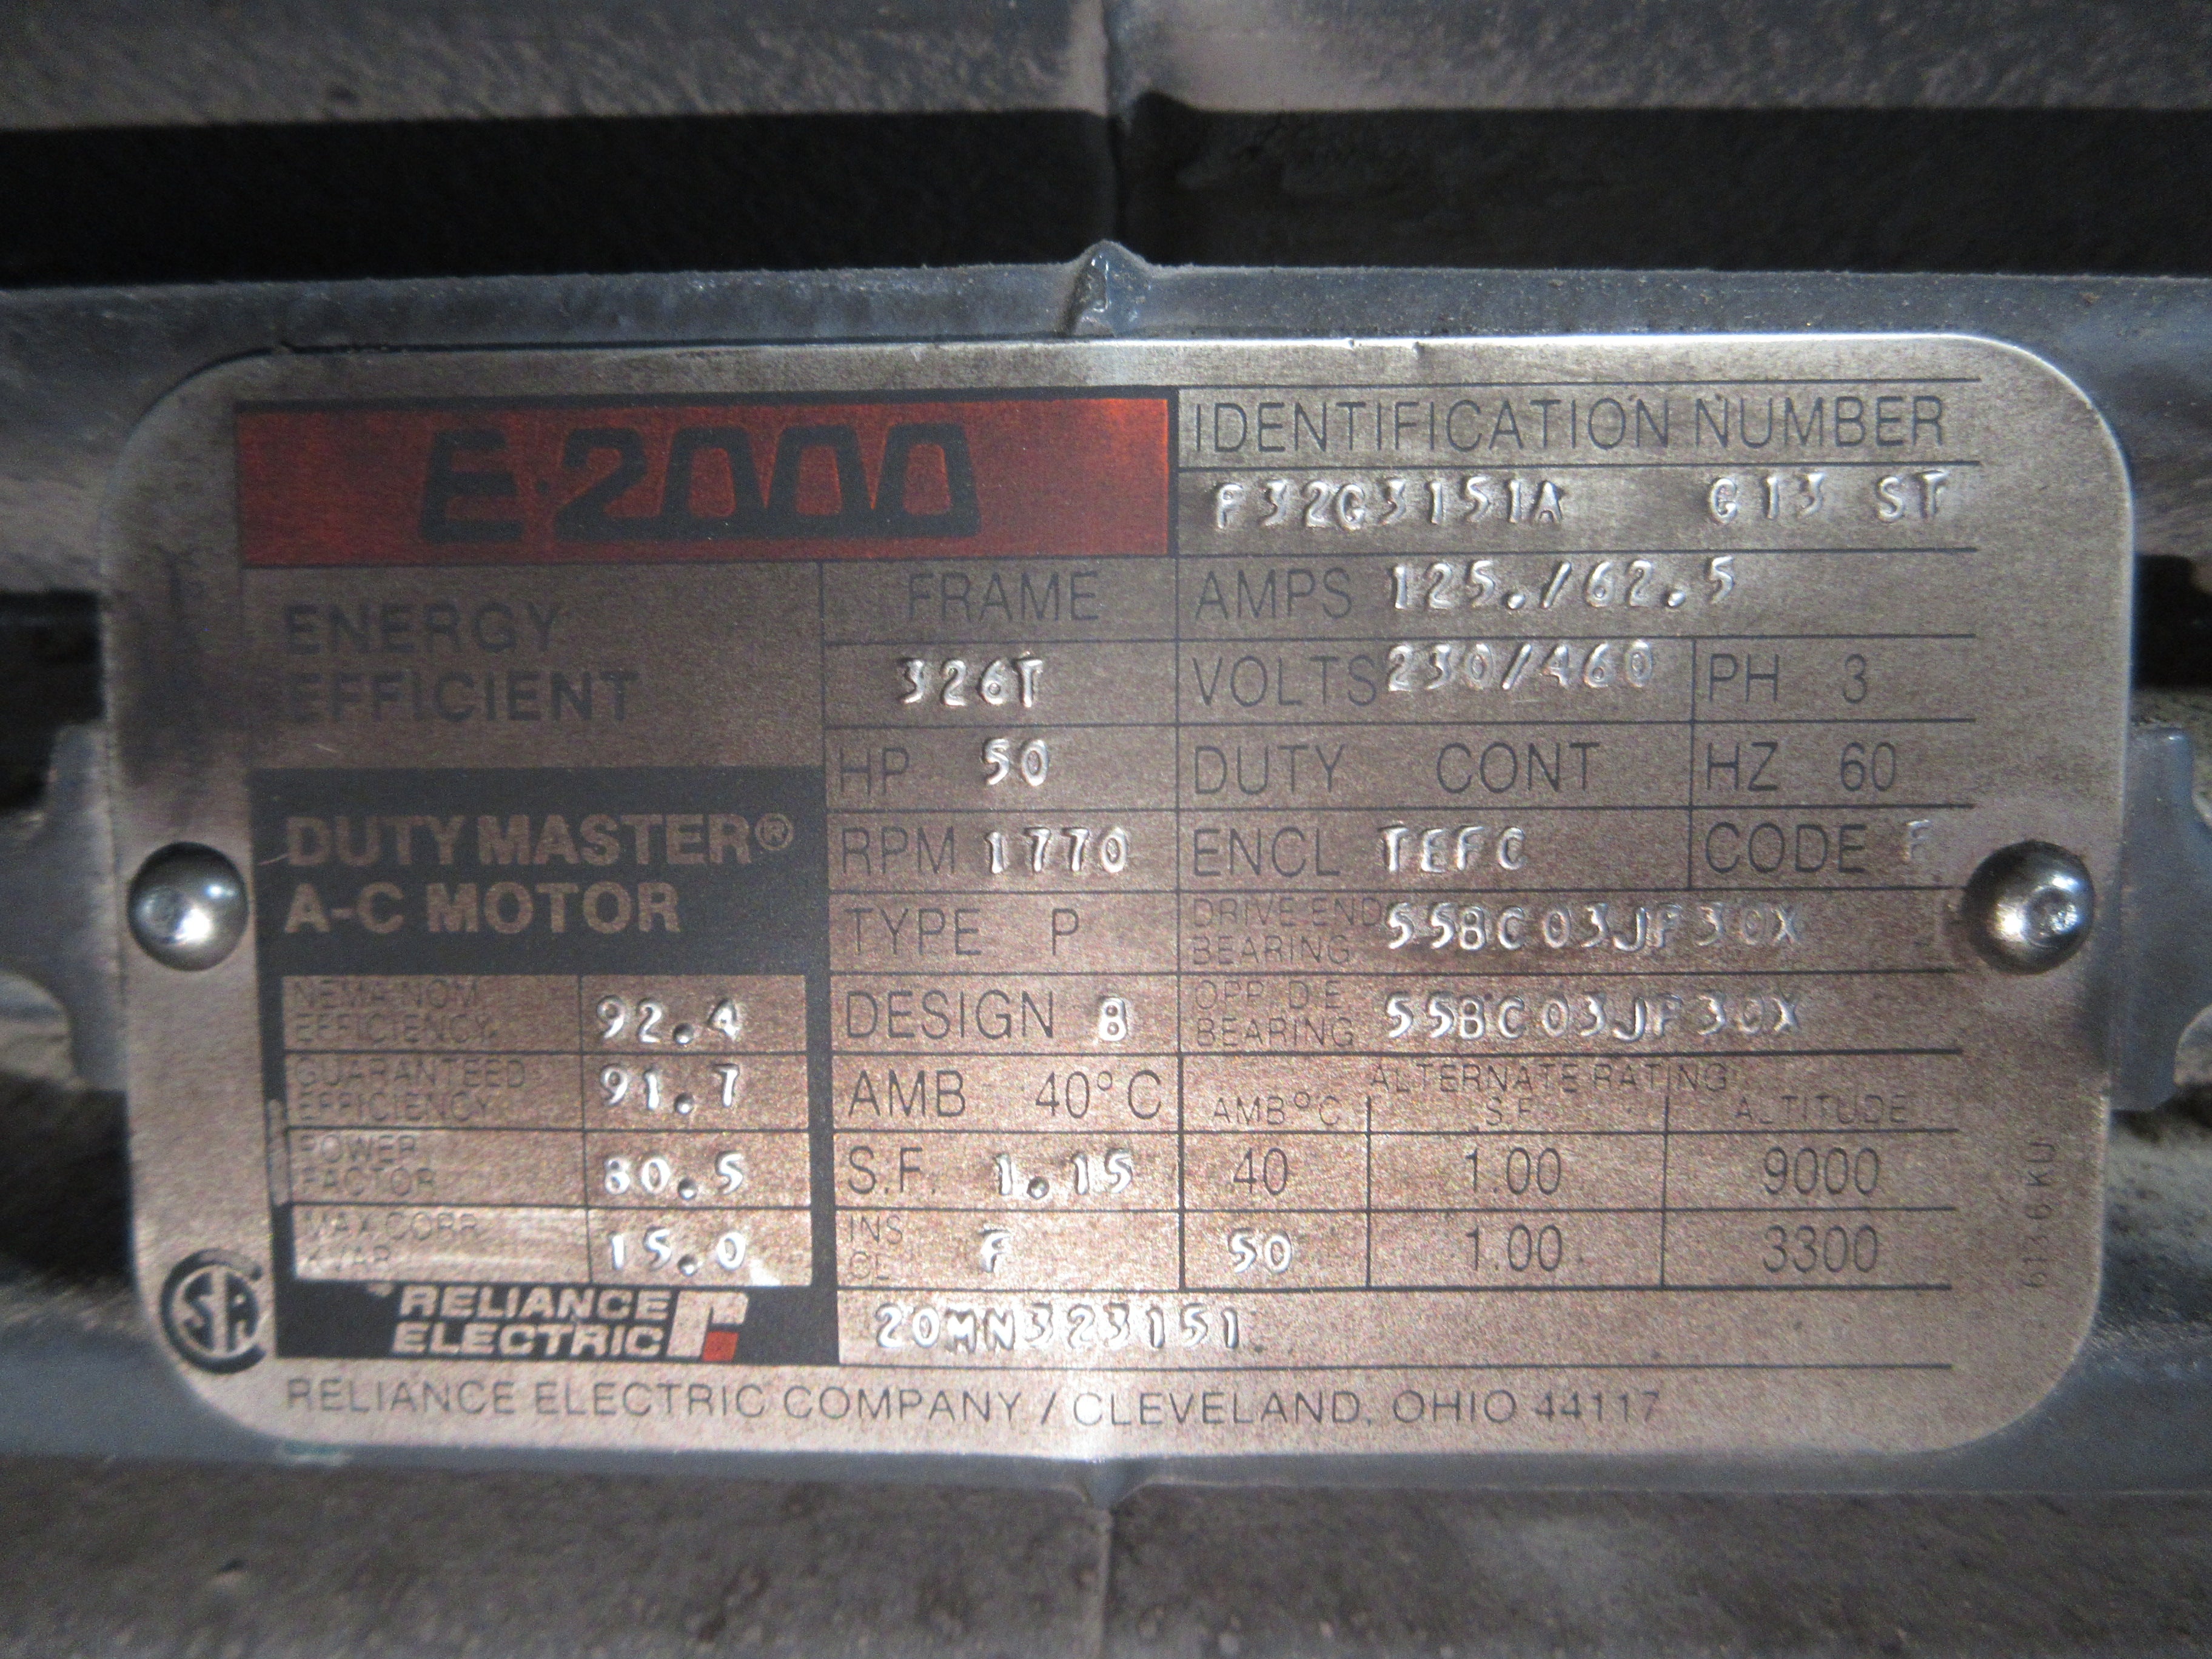 E-2000
IDENTIFICATION NUMBER
F32G3151A G13 ST
ENERGY
EFFICIENT
FRAME
326T
AMPS 125./62.5
VOLTS 230/460 PH 3
HP 50
DUTY CONT HZ 60
DUTY MASTER®
A-C MOTOR
RPM 1770
ENCL TEFC CODE F
TYPE P
DRIVE END
BEARING 55BC03JP30X
NEMA NOM
EFFICIENCY 92.4
DESIGN B
OPP. D.E.
BEARING 55BC03JP30X
GUARANTEED
EFFICIENCY 91.7
AMB 40°C
ALTERNATE RATING
AMB°C S.F. ALTITUDE
POWER
FACTOR 80.5
S.F. 1.15
40 1.00 9000
MAX CORR
KVAR 15.0
INS
CL F
50 1.00 3300
SA
RELIANCE
ELECTRIC
20MN323151
RELIANCE ELECTRIC COMPANY / CLEVELAND, OHIO 44117